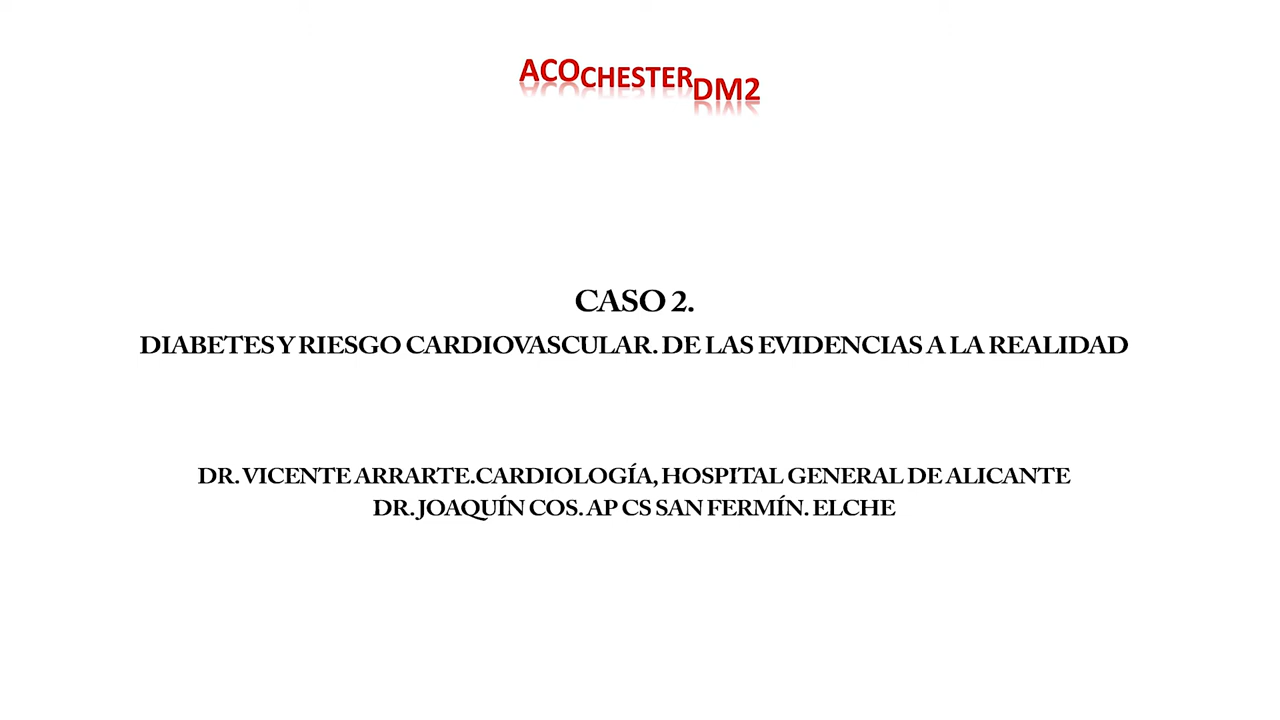 ACOCHESTERDM2
CASO 2.
DIABETES Y RIESGO CARDIOVASCULAR. DE LAS EVIDENCIAS A LA REALIDAD
DR. VICENTE ARRARTE.CARDIOLOGÍA, HOSPITAL GENERAL DE ALICANTE
DR. JOAQUÍN COS. AP CS SAN FERMÍN. ELCHE